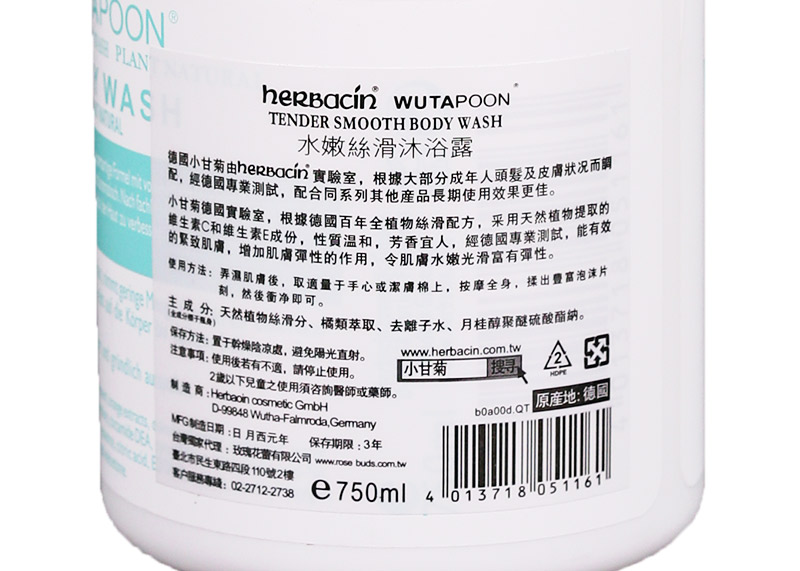 APOON®
PLAN
Y WASH
NATURAL
herbacin® WUTAPOON®
TENDER SMOOTH BODY WASH
水嫩絲滑沐浴露
德國小甘菊由herbacin®實驗室，根據大部分成年人頭髮及皮膚狀況而調
配，經德國專業測試，配合同系列其他產品長期使用效果更佳。
小甘菊德國實驗室，根據德國百年全植物絲滑配方，采用天然植物提取的
維生素C和維生素E成份，性質溫和，芳香宜人，經德國專業測試，能有效
的緊致肌膚，增加肌膚彈性的作用，令肌膚水嫩光滑富有彈性。
使用方法：弄濕肌膚後，取適量于手心或潔膚棉上，按摩全身，揉出豐富泡沫片
刻，然後衝净即可。
主 成 分：天然植物絲滑分、橘類萃取、去離子水、月桂醇聚醚硫酸酯納。
保存方法：置于幹燥陰凉處，避免陽光直射。
注意事項：使用後若有不適，請停止使用。
2歲以下兒童之使用須咨詢醫師或藥師。
製 造 商：Herbaoin cosmetic GmbH
D-99848 Wutha-Falmroda,Germany
MFG製造日期：日 月西元年 保存期限：3年
台灣獨家代理：玫瑰花蕾有限公司 www.rose buds.com.tw
臺北市民生東路四段110號2樓
客户服務專綫：02-2712-2738
www.herbacin.com.tw
小甘菊 搜寻
2
HDPE
b0a00d.QT
原產地：德國
e750ml
4 013718 051161